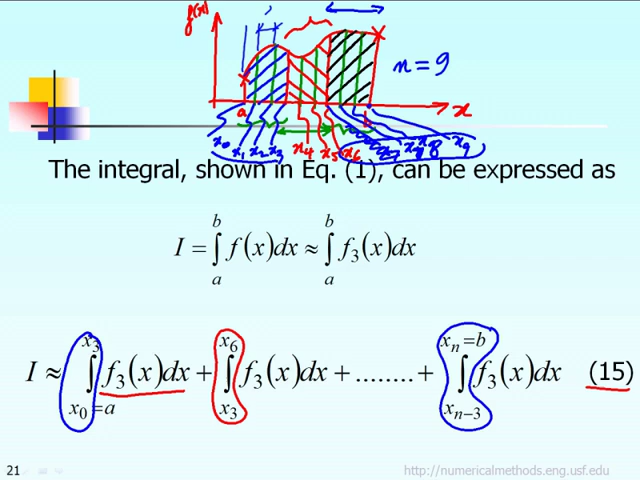 f(x)
n = 9
a b x
x₀ x₁ x₂ x₃ x₄ x₅ x₆ x₇ x₈ x₉
The integral, shown in Eq. (1), can be expressed as
I = ∫ₐᵇ f(x)dx ≈ ∫ₐᵇ f₃(x)dx
I ≈ ∫_{x₀=a}^{x₃} f₃(x)dx + ∫_{x₃}^{x₆} f₃(x)dx + ........ + ∫_{xₙ₋₃}^{xₙ=b} f₃(x)dx (15)
21 http://numericalmethods.eng.usf.edu